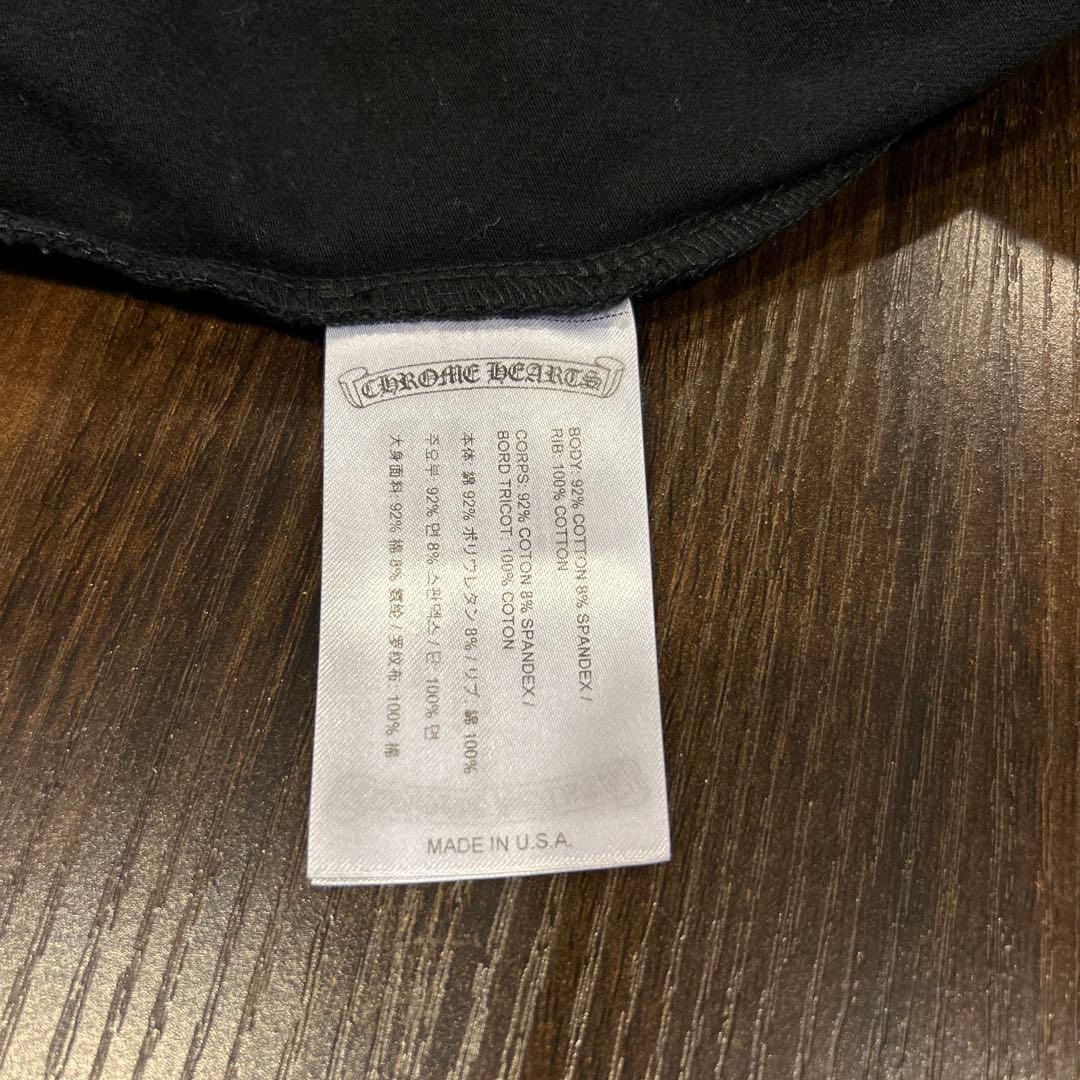 CHROME HEARTS
BODY: 92% COTTON 8% SPANDEX /
RIB: 100% COTTON
CORPS: 92% COTON 8% SPANDEX /
BORD TRICOT: 100% COTON
本体 綿 92% ポリウレタン 8% / リブ 綿 100%
주요부: 92% 면 8% 스판덱스 / 단: 100% 면
大身面料: 92% 棉 8% 氨纶 / 罗纹布: 100% 棉
MADE IN U.S.A.